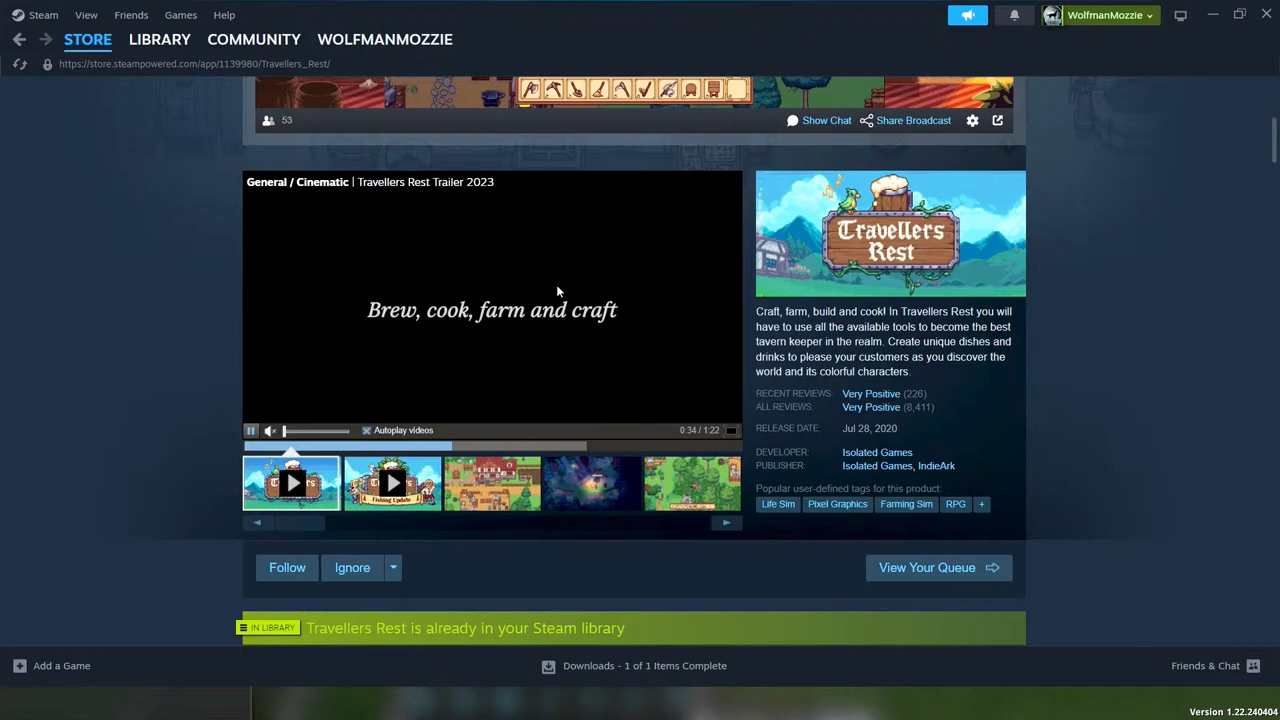 Steam View Friends Games Help
WolfmanMozzie
STORE LIBRARY COMMUNITY WOLFMANMOZZIE
https://store.steampowered.com/app/1139980/Travellers_Rest/
53
Show Chat
Share Broadcast
General / Cinematic | Travellers Rest Trailer 2023
Brew, cook, farm and craft
Autoplay videos
0:34 / 1:22
Travellers
Rest
Craft, farm, build and cook! In Travellers Rest you will
have to use all the available tools to become the best
tavern keeper in the realm. Create unique dishes and
drinks to please your customers as you discover the
world and its colorful characters.
RECENT REVIEWS: Very Positive (226)
ALL REVIEWS: Very Positive (8,411)
RELEASE DATE: Jul 28, 2020
DEVELOPER: Isolated Games
PUBLISHER: Isolated Games, IndieArk
Popular user-defined tags for this product:
Life Sim Pixel Graphics Farming Sim RPG +
Fishing Update
Follow Ignore
View Your Queue
IN LIBRARY Travellers Rest is already in your Steam library
Add a Game
Downloads - 1 of 1 Items Complete
Friends & Chat
Version 1.22.240404